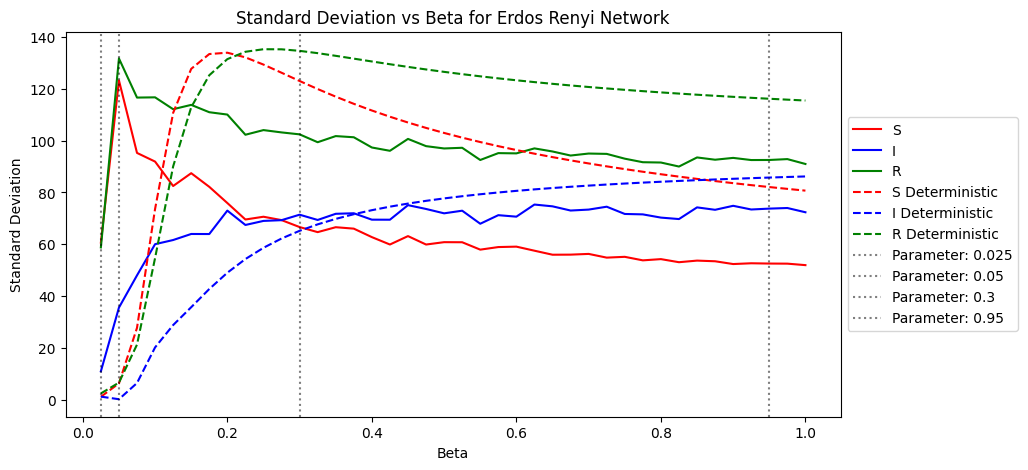 Standard Deviation vs Beta for Erdos Renyi Network
Standard Deviation
140
120
100
80
60
40
20
0
0.0
0.2
0.4
0.6
0.8
1.0
Beta
S
I
R
S Deterministic
I Deterministic
R Deterministic
Parameter: 0.025
Parameter: 0.05
Parameter: 0.3
Parameter: 0.95